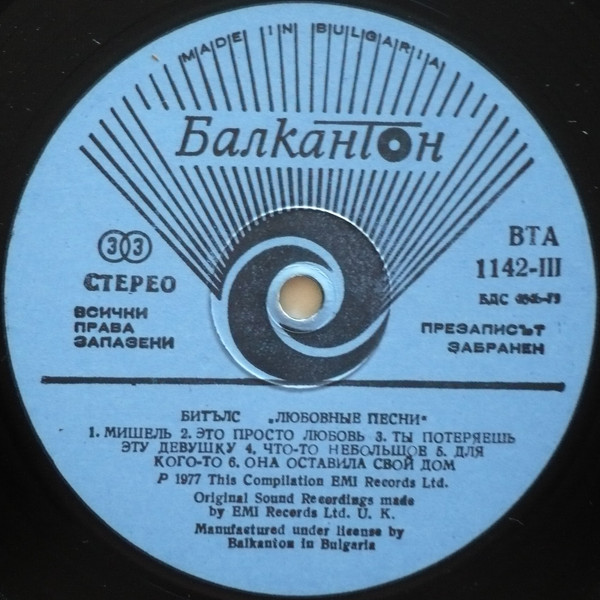 MADE IN BULGARIA
Балкантон
33
СТЕРЕО
ВТА
1142-III
БДС
ВСИЧКИ
ПРАВА
ЗАПАЗЕНИ
ПРЕЗАПИСЪТ
ЗАБРАНЕН
БИТЪЛС „ЛЮБОВНЫЕ ПЕСНИ“
1. МИШЕЛЬ 2. ЭТО ПРОСТО ЛЮБОВЬ 3. ТЫ ПОТЕРЯЕШЬ
ЭТУ ДЕВУШКУ 4. ЧТО-ТО НЕБОЛЬЩОЕ 5. ДЛЯ
КОГО-ТО 6. ОНА ОСТАВИЛА СВОЙ ДОМ
P 1977 This Compilation EMI Records Ltd.
Original Sound Recordings made
by EMI Records Ltd. U. K.
Manufactured under license by
Balkanton in Bulgaria